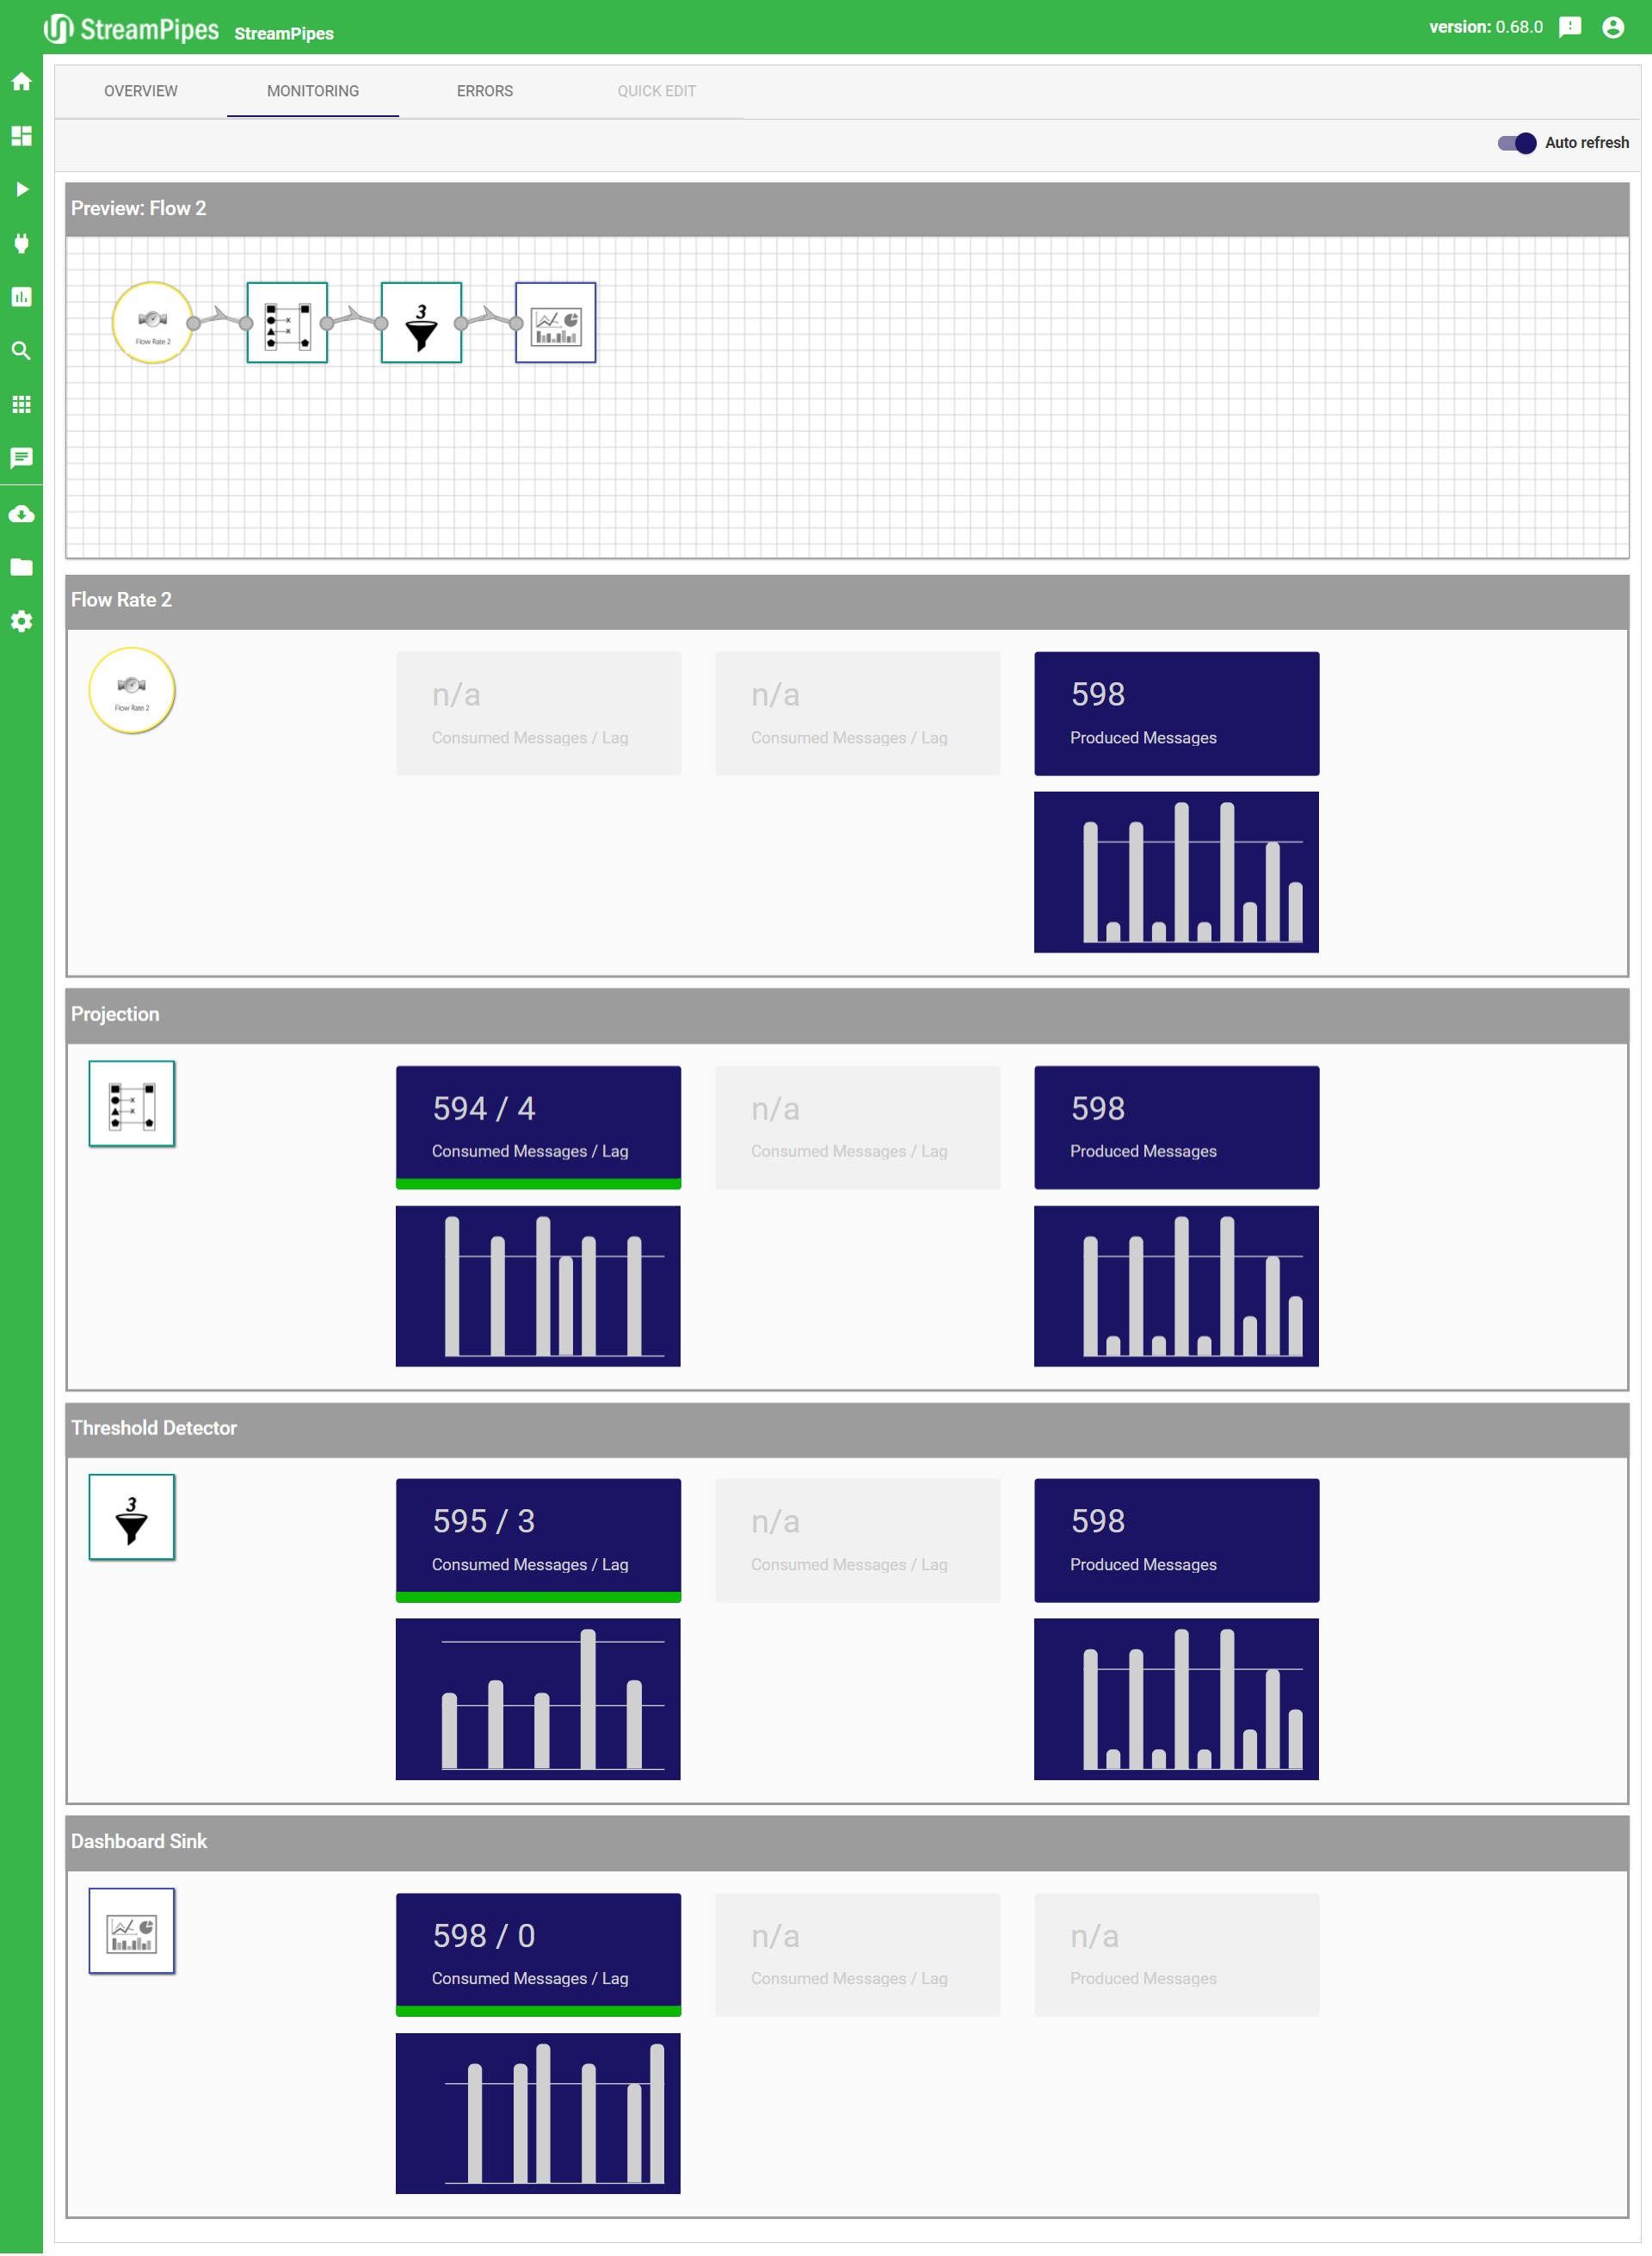 StreamPipes StreamPipes version: 0.68.0
OVERVIEW MONITORING ERRORS QUICK EDIT
Auto refresh
Preview: Flow 2
Flow Rate 2
3
Flow Rate 2
Flow Rate 2
n/a
Consumed Messages / Lag
n/a
Consumed Messages / Lag
598
Produced Messages
Projection
594 / 4
Consumed Messages / Lag
n/a
Consumed Messages / Lag
598
Produced Messages
Threshold Detector
3
595 / 3
Consumed Messages / Lag
n/a
Consumed Messages / Lag
598
Produced Messages
Dashboard Sink
598 / 0
Consumed Messages / Lag
n/a
Consumed Messages / Lag
n/a
Produced Messages